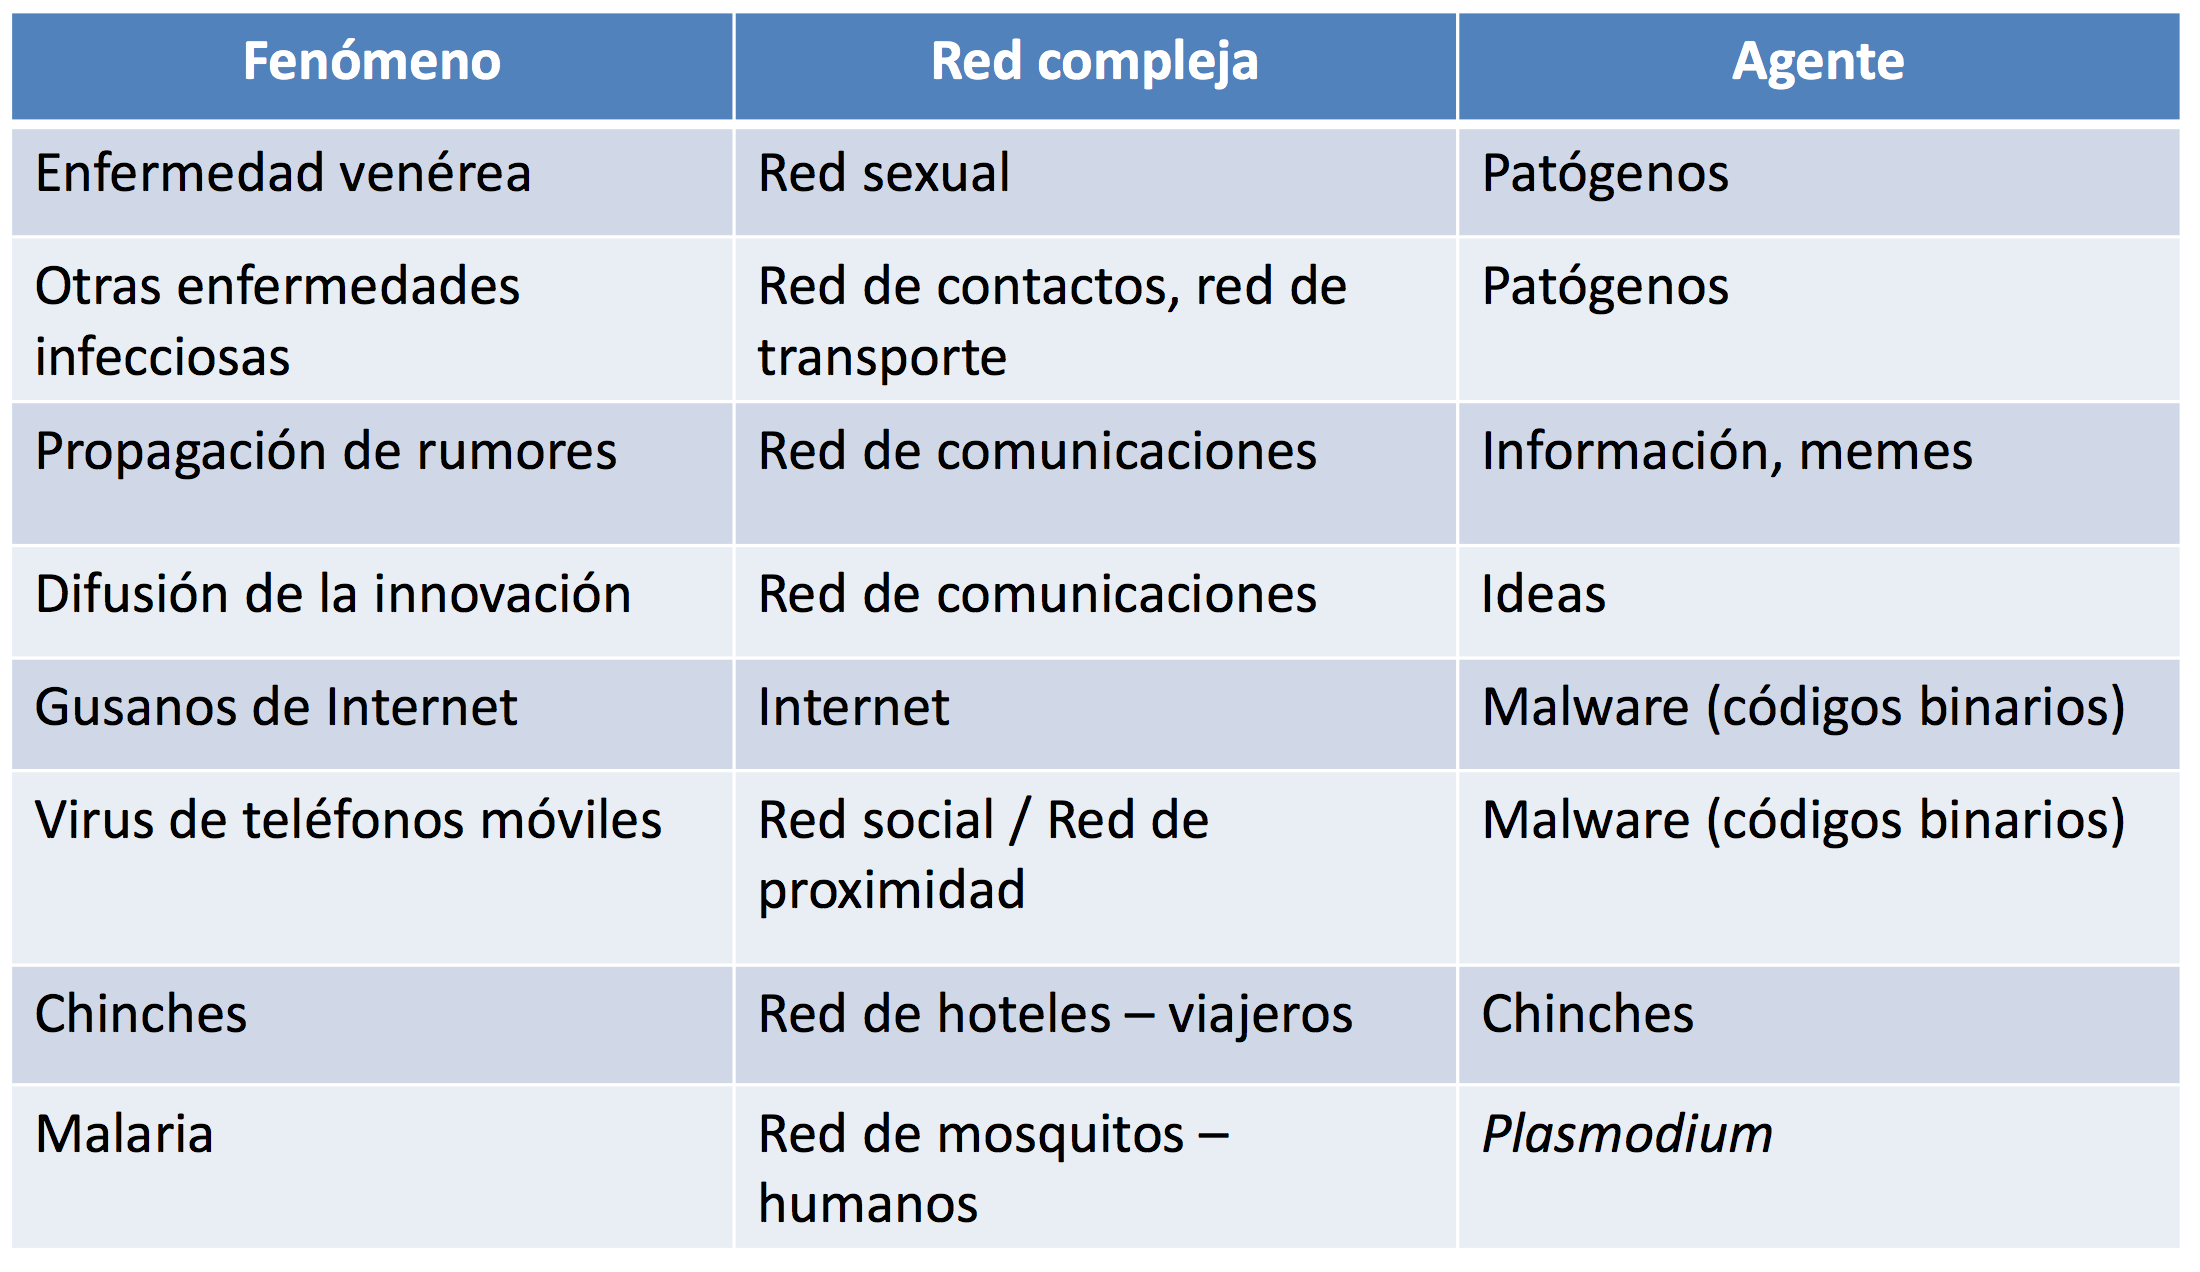 Fenómeno Red compleja Agente
Enfermedad venérea Red sexual Patógenos
Otras enfermedades infecciosas Red de contactos, red de transporte Patógenos
Propagación de rumores Red de comunicaciones Información, memes
Difusión de la innovación Red de comunicaciones Ideas
Gusanos de Internet Internet Malware (códigos binarios)
Virus de teléfonos móviles Red social / Red de proximidad Malware (códigos binarios)
Chinches Red de hoteles – viajeros Chinches
Malaria Red de mosquitos – humanos Plasmodium